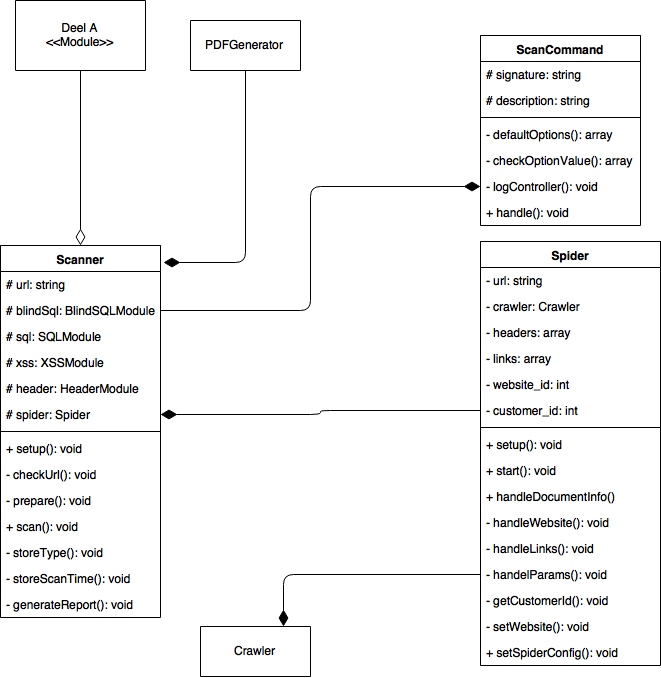 Deel A
<<Module>>
PDFGenerator
ScanCommand
# signature: string
# description: string
- defaultOptions(): array
- checkOptionValue(): array
- logController(): void
+ handle(): void
Scanner
# url: string
# blindSql: BlindSQLModule
# sql: SQLModule
# xss: XSSModule
# header: HeaderModule
# spider: Spider
+ setup(): void
- checkUrl(): void
- prepare(): void
+ scan(): void
- storeType(): void
- storeScanTime(): void
- generateReport(): void
Spider
- url: string
- crawler: Crawler
- headers: array
- links: array
- website_id: int
- customer_id: int
+ setup(): void
+ start(): void
+ handleDocumentInfo()
- handleWebsite(): void
- handleLinks(): void
- handelParams(): void
- getCustomerId(): void
- setWebsite(): void
+ setSpiderConfig(): void
Crawler